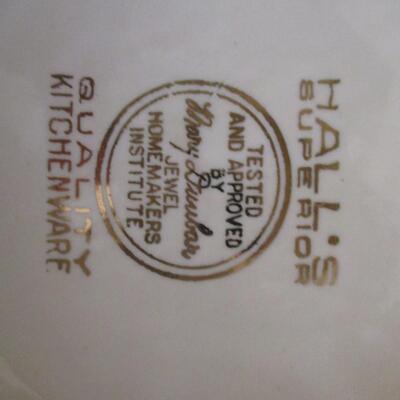 HALL'S
SUPERIOR
TESTED
AND APPROVED
BY
Mary Dunbar
JEWEL
HOMEMAKERS
INSTITUTE
QUALITY
KITCHENWARE